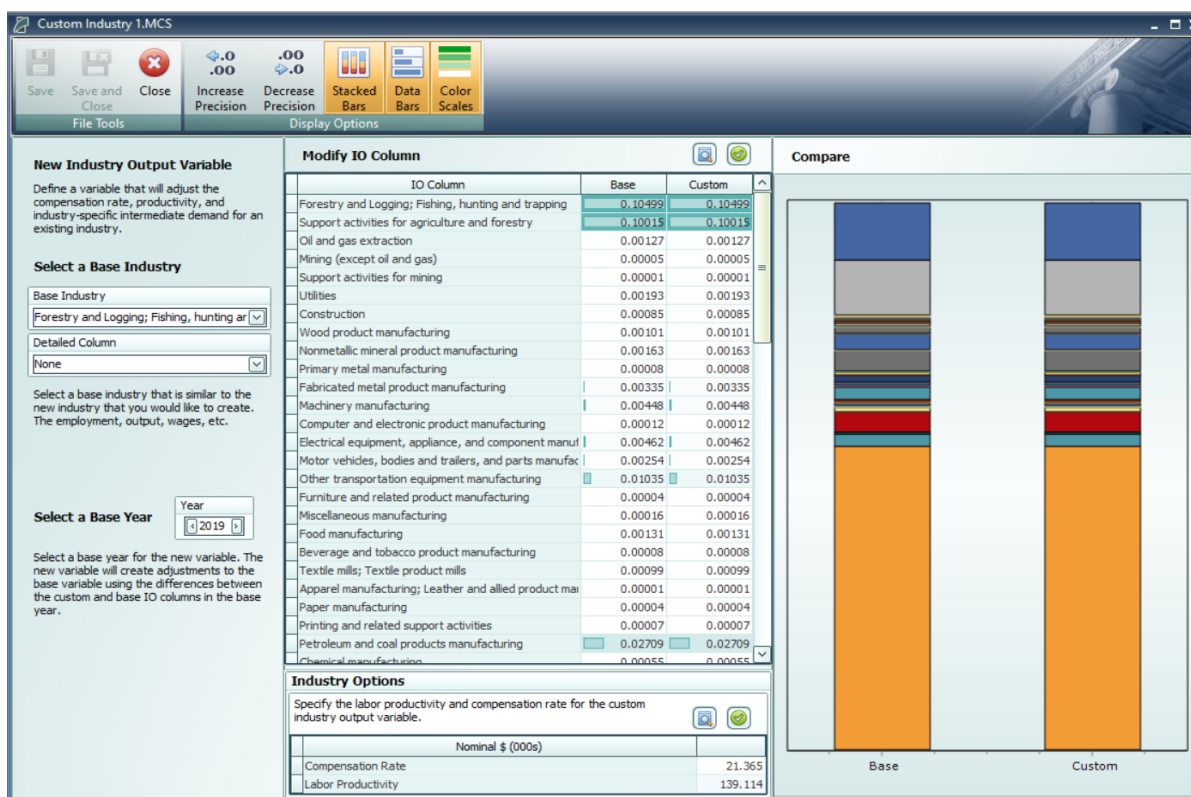 Custom Industry 1.MCS
Save
Save and
Close
Close
Increase
Precision
Decrease
Precision
Stacked
Bars
Data
Bars
Color
Scales
File Tools
Display Options
New Industry Output Variable
Define a variable that will adjust the
compensation rate, productivity, and
industry-specific intermediate demand for an
existing industry.
Select a Base Industry
Base Industry
Forestry and Logging; Fishing, hunting ar
Detailed Column
None
Select a base industry that is similar to the
new industry that you would like to create.
The employment, output, wages, etc.
Select a Base Year
Year
2019
Select a base year for the new variable. The
new variable will create adjustments to the
base variable using the differences between
the custom and base IO columns in the base
year.
Modify IO Column
IO Column Base Custom
Forestry and Logging; Fishing, hunting and trapping 0.10499 0.10499
Support activities for agriculture and forestry 0.10015 0.10015
Oil and gas extraction 0.00127 0.00127
Mining (except oil and gas) 0.00005 0.00005
Support activities for mining 0.00001 0.00001
Utilities 0.00193 0.00193
Construction 0.00085 0.00085
Wood product manufacturing 0.00101 0.00101
Nonmetallic mineral product manufacturing 0.00163 0.00163
Primary metal manufacturing 0.00008 0.00008
Fabricated metal product manufacturing 0.00335 0.00335
Machinery manufacturing 0.00448 0.00448
Computer and electronic product manufacturing 0.00012 0.00012
Electrical equipment, appliance, and component manuf 0.00462 0.00462
Motor vehicles, bodies and trailers, and parts manufac 0.00254 0.00254
Other transportation equipment manufacturing 0.01035 0.01035
Furniture and related product manufacturing 0.00004 0.00004
Miscellaneous manufacturing 0.00016 0.00016
Food manufacturing 0.00131 0.00131
Beverage and tobacco product manufacturing 0.00008 0.00008
Textile mills; Textile product mills 0.00099 0.00099
Apparel manufacturing; Leather and allied product mar 0.00001 0.00001
Paper manufacturing 0.00004 0.00004
Printing and related support activities 0.00007 0.00007
Petroleum and coal products manufacturing 0.02709 0.02709
Chemical manufacturing 0.00055 0.00055
Industry Options
Specify the labor productivity and compensation rate for the custom
industry output variable.
Nominal $ (000s)
Compensation Rate 21.365
Labor Productivity 139.114
Compare
Base Custom